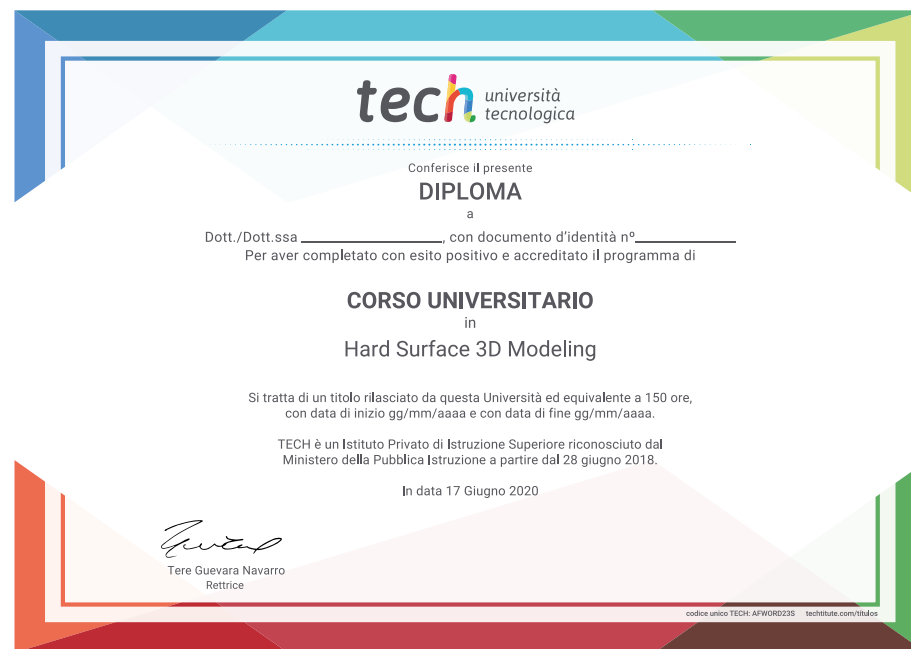 tech università
tecnologica
Conferisce il presente
DIPLOMA
a
Dott./Dott.ssa ________________, con documento d'identità nº____________
Per aver completato con esito positivo e accreditato il programma di
CORSO UNIVERSITARIO
in
Hard Surface 3D Modeling
Si tratta di un titolo rilasciato da questa Università ed equivalente a 150 ore,
con data di inizio gg/mm/aaaa e con data di fine gg/mm/aaaa.
TECH è un Istituto Privato di Istruzione Superiore riconosciuto dal
Ministero della Pubblica Istruzione a partire dal 28 giugno 2018.
In data 17 Giugno 2020
Tere Guevara Navarro
Rettrice
codice unico TECH: AFWORD23S techtitute.com/titulos